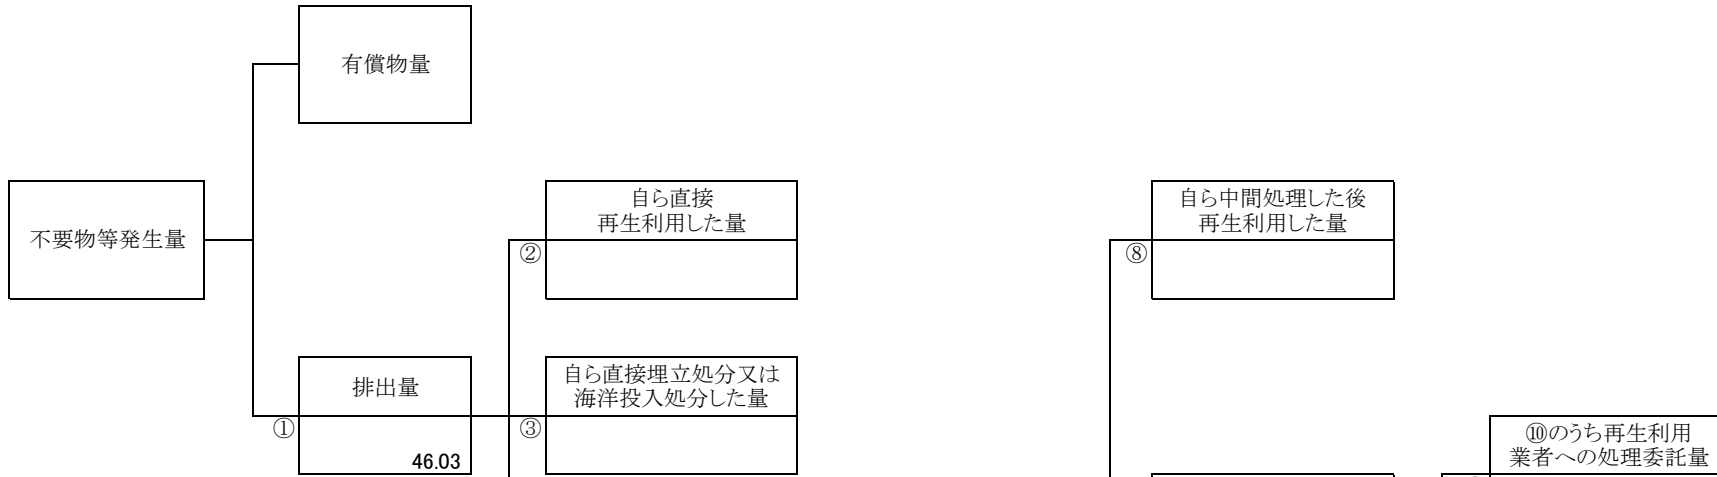 有償物量
不要物等発生量
自ら直接
再生利用した量
②
自ら中間処理した後
再生利用した量
⑧
排出量
①
46.03
自ら直接埋立処分又は
海洋投入処分した量
③
⑩のうち再生利用
業者への処理委託量